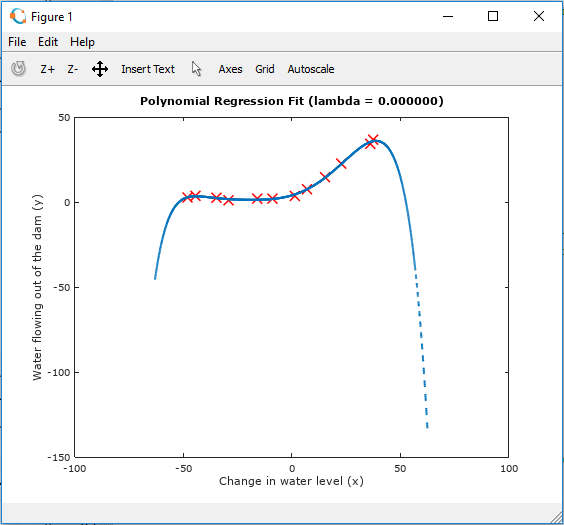 Figure 1
File Edit Help
Z+ Z- Insert Text Axes Grid Autoscale
Polynomial Regression Fit (lambda = 0.000000)
50
0
-50
-100
-150
Water flowing out of the dam (y)
-100 -50 0 50 100
Change in water level (x)